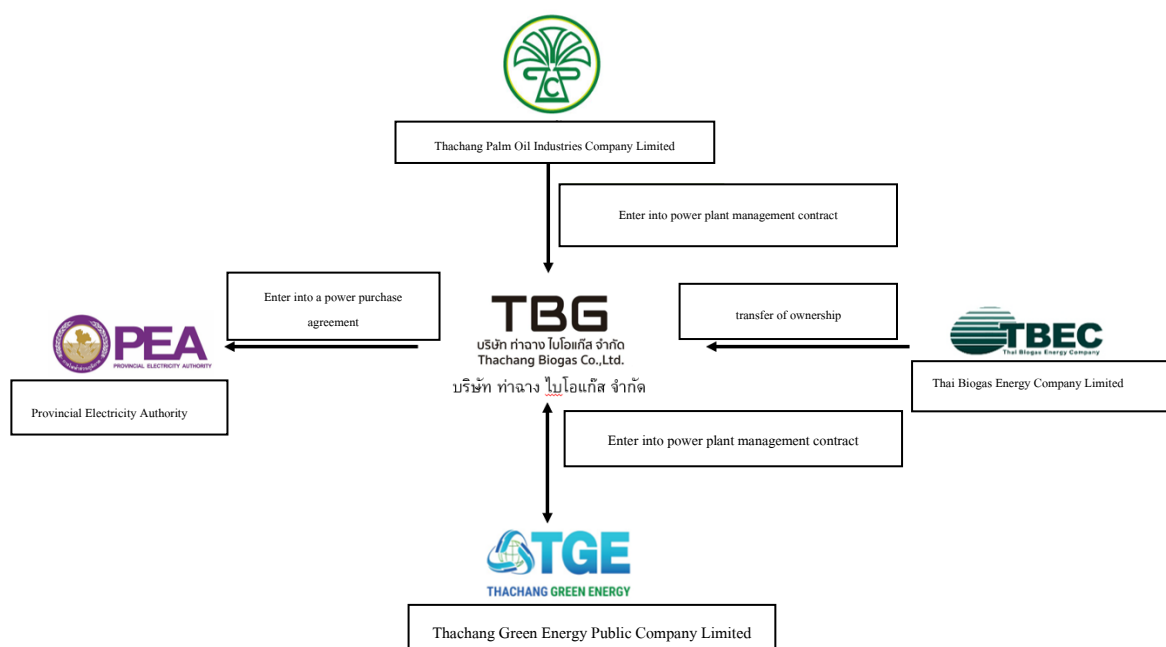 Thachang Palm Oil Industries Company Limited
Enter into power plant management contract
Enter into a power purchase
agreement
TBG
บริษัท ท่าฉาง ไบโอแก๊ส จำกัด
Thachang Biogas Co.,Ltd.
บริษัท ท่าฉาง ไบโอแก๊ส จำกัด
transfer of ownership
PEA
PROVINCIAL ELECTRICITY AUTHORITY
Provincial Electricity Authority
TBEC
Thai Biogas Energy Company
Thai Biogas Energy Company Limited
Enter into power plant management contract
TGE
THACHANG GREEN ENERGY
Thachang Green Energy Public Company Limited